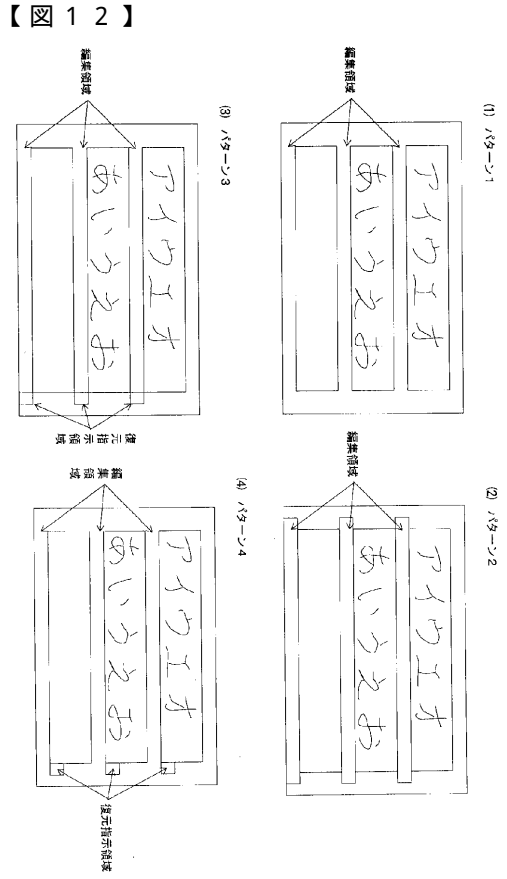 【図12】
(1) パターン1
編集領域
アイウエオ
あいうえお
(2) パターン2
編集領域
アイウエオ
あいうえお
(3) パターン3
編集領域
アイウエオ
あいうえお
復元指示領域
(4) パターン4
編集領域
アイウエオ
あいうえお
復元指示領域